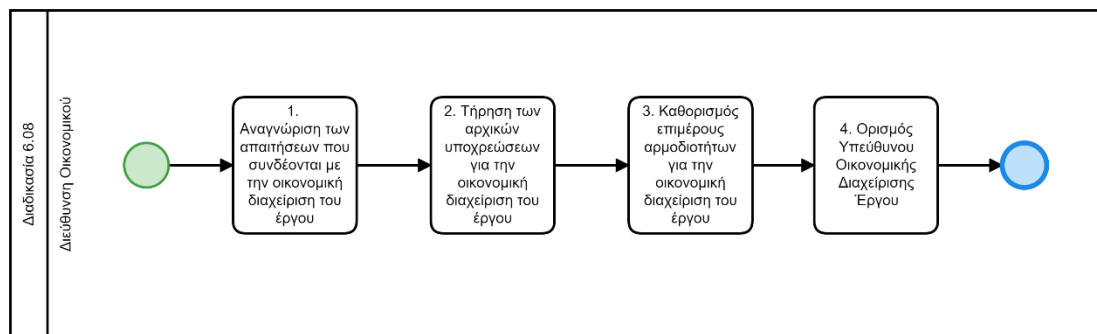 Διαδικασία 6.08
Διεύθυνση Οικονομικού
1.
Αναγνώριση των
απαιτήσεων που
συνδέονται με
την οικονομική
διαχείριση του
έργου
2. Τήρηση των
αρχικών
υποχρεώσεων
για την
οικονομική
διαχείριση του
έργου
3. Καθορισμός
επιμέρους
αρμοδιοτήτων
για την
οικονομική
διαχείριση του
έργου
4. Ορισμός
Υπεύθυνου
Οικονομικής
Διαχείρισης
Έργου